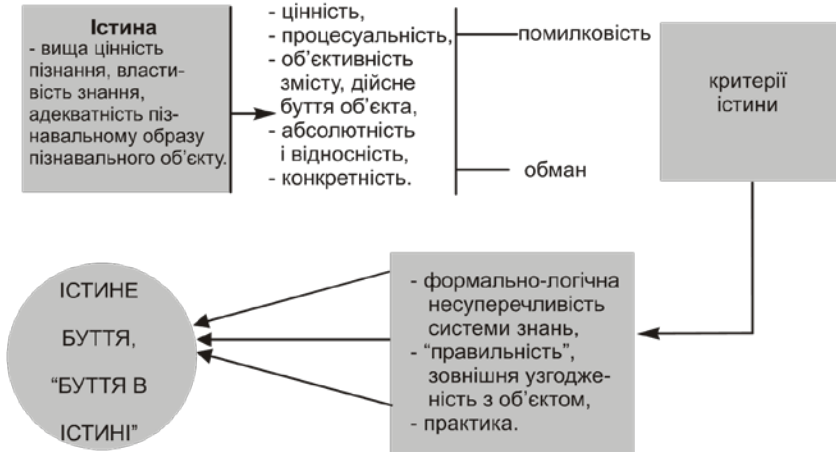 Істина
- вища цінність
пізнання, власти-
вість знання,
адекватність піз-
навальному образу
пізнавального об’єкту.
- цінність,
- процесуальність,
- об’єктивність
змісту, дійсне
буття об’єкта,
- абсолютність
і відносність,
- конкретність.
помилковість
обман
критерії
істини
- формально-логічна
несуперечливість
системи знань,
- “правильність”,
зовнішня узгодже-
ність з об’єктом,
- практика.
ІСТИНЕ
БУТТЯ,
“БУТТЯ В
ІСТИНІ”